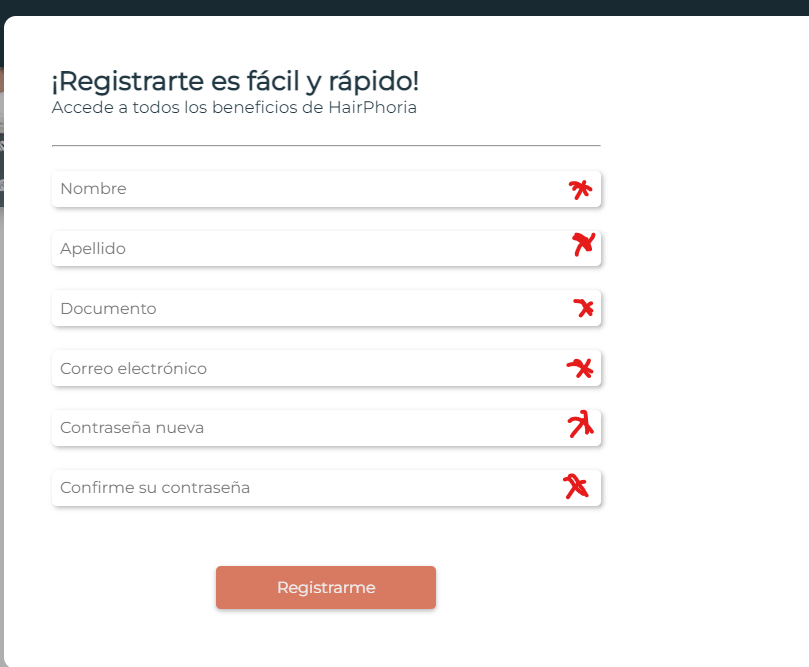 ¡Registrarte es fácil y rápido!
Accede a todos los beneficios de HairPhoria
Nombre
Apellido
Documento
Correo electrónico
Contraseña nueva
Confirme su contraseña
Registrarme